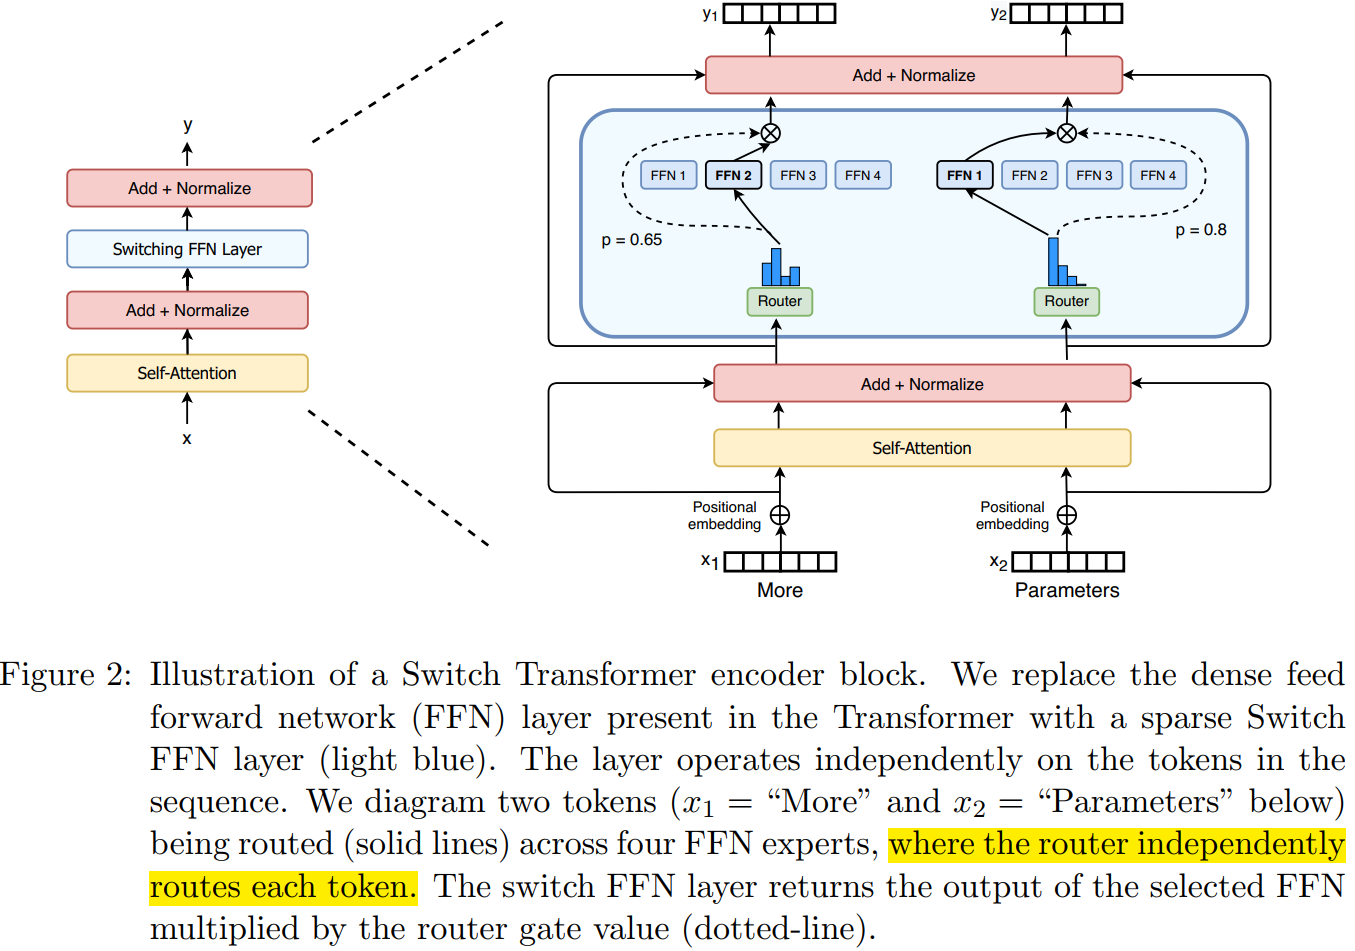 y
Add + Normalize
Switching FFN Layer
Add + Normalize
Self-Attention
x
y1
y2
Add + Normalize
FFN 1 FFN 2 FFN 3 FFN 4
FFN 1 FFN 2 FFN 3 FFN 4
p = 0.65
p = 0.8
Router
Router
Add + Normalize
Self-Attention
Positional
embedding
Positional
embedding
x1
x2
More
Parameters
Figure 2: Illustration of a Switch Transformer encoder block. We replace the dense feed
forward network (FFN) layer present in the Transformer with a sparse Switch
FFN layer (light blue). The layer operates independently on the tokens in the
sequence. We diagram two tokens (x1 = “More” and x2 = “Parameters” below)
being routed (solid lines) across four FFN experts, where the router independently
routes each token. The switch FFN layer returns the output of the selected FFN
multiplied by the router gate value (dotted-line).